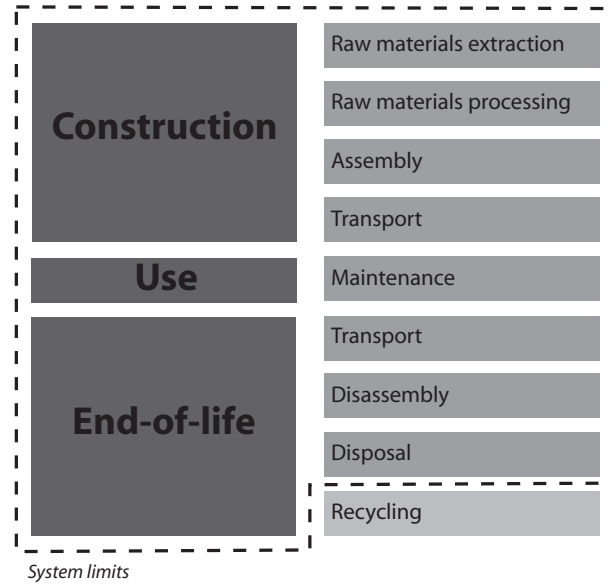 Construction
Raw materials extraction
Raw materials processing
Assembly
Transport
Use
Maintenance
End-of-life
Transport
Disassembly
Disposal
Recycling
System limits